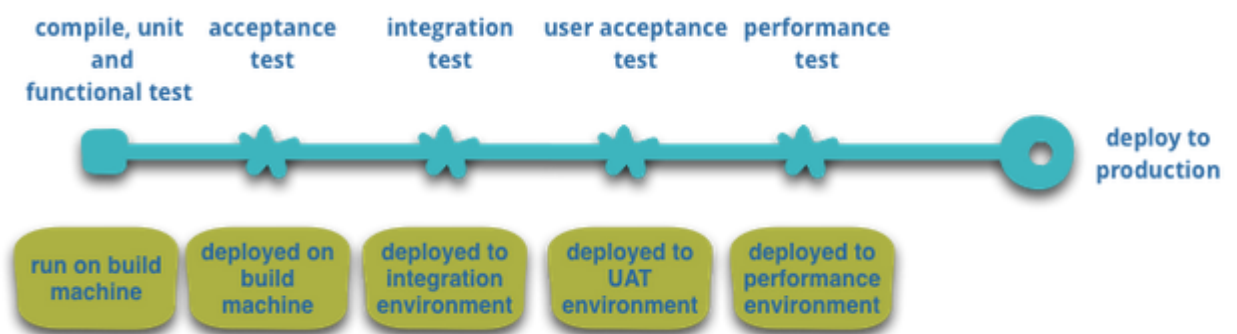 compile, unit
and
functional test
acceptance
test
integration
test
user acceptance
test
performance
test
deploy to
production
run on build
machine
deployed on
build
machine
deployed to
integration
environment
deployed to
UAT
environment
deployed to
performance
environment